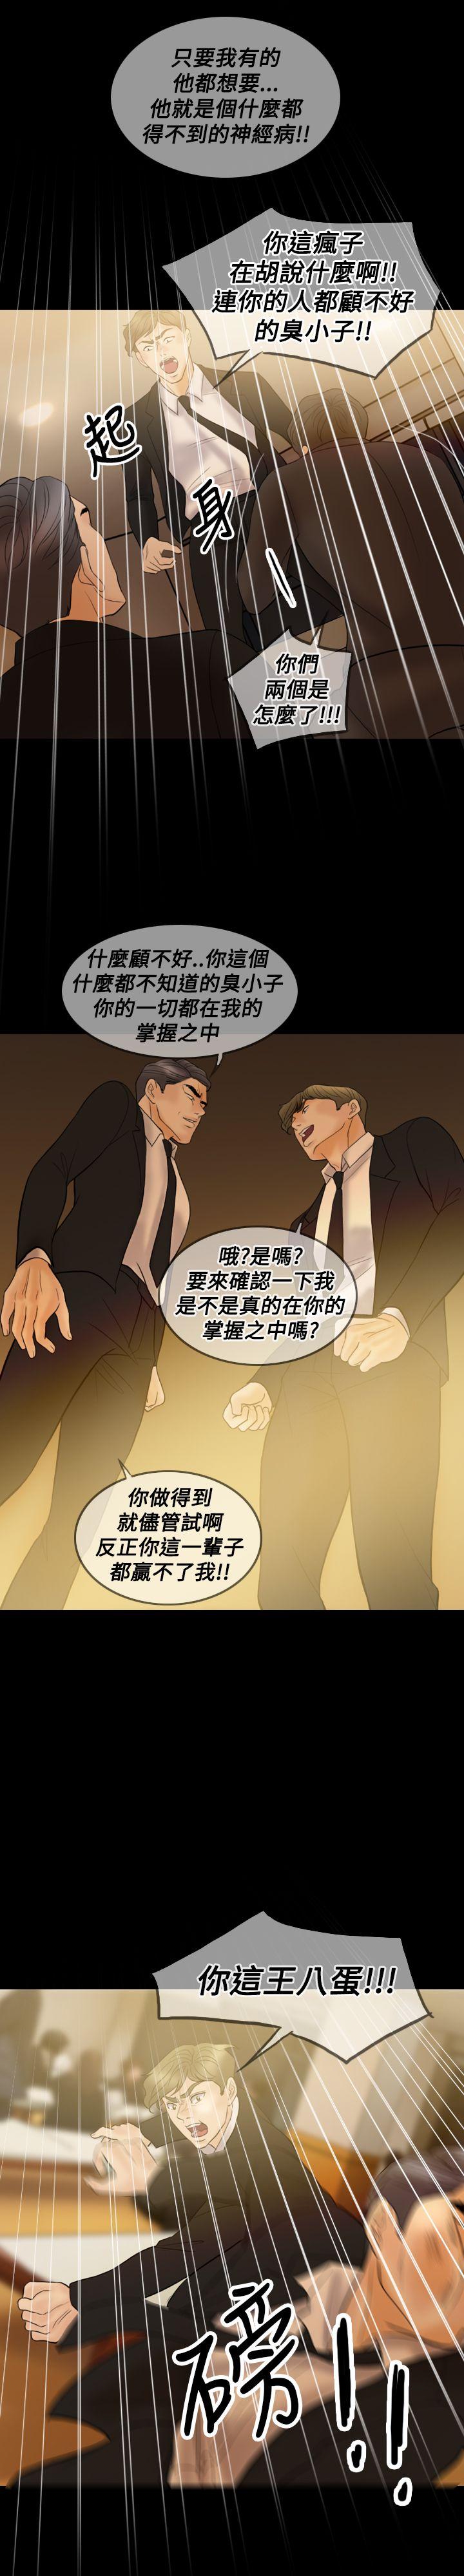 只要我有的
他都想要...
他就是個什麼都
得不到的神經病!!
你這瘋子
在胡說什麼啊!!
連你的人都顧不好
的臭小子!!
起
身
!
你們
兩個是
怎麼了!!!
什麼顧不好..你這個
什麼都不知道的臭小子
你的一切都在我的
掌握之中
哦?是嗎?
要來確認一下我
是不是真的在你的
掌握之中嗎?
你做得到
就儘管試啊
反正你這一輩子
都贏不了我!!
你這王八蛋!!!
磅!!